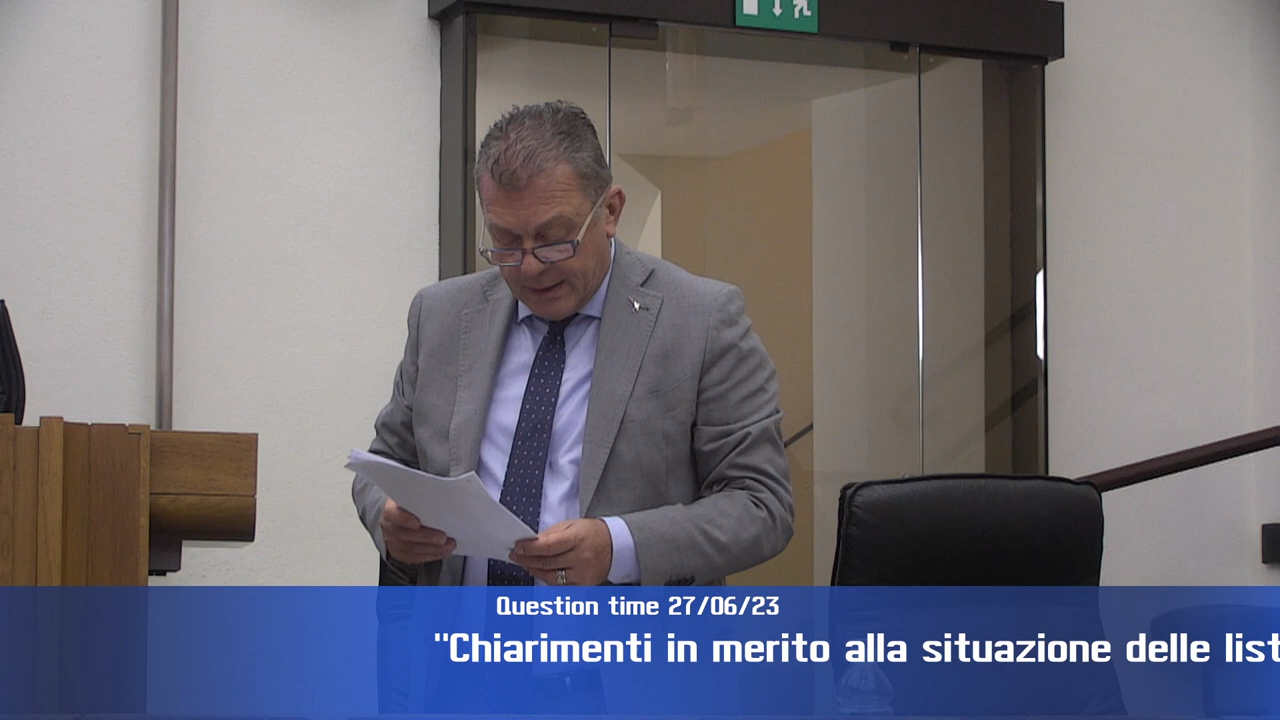 Question time 27/06/23
"Chiarimenti in merito alla situazione delle list